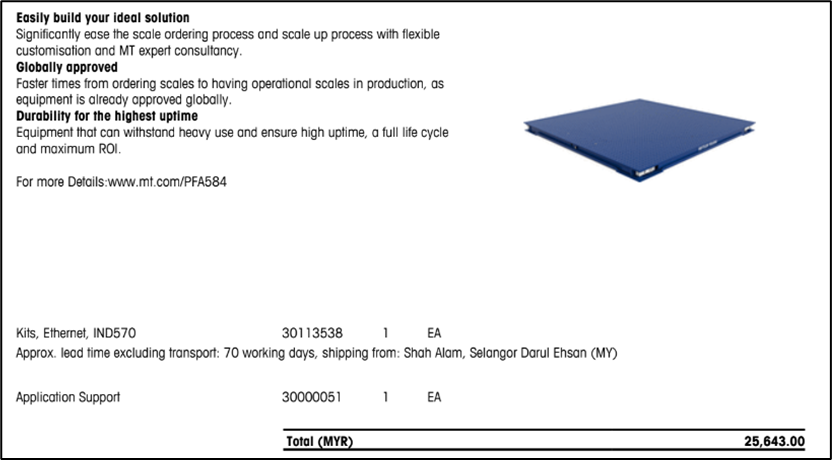 Easily build your ideal solution
Significantly ease the scale ordering process and scale up process with flexible
customisation and MT expert consultancy.
Globally approved
Faster times from ordering scales to having operational scales in production, as
equipment is already approved globally.
Durability for the highest uptime
Equipment that can withstand heavy use and ensure high uptime, a full life cycle
and maximum ROI.
For more Details:www.mt.com/PFA584
Kits, Ethernet, IND570 30113538 1 EA
Approx. lead time excluding transport: 70 working days, shipping from: Shah Alam, Selangor Darul Ehsan (MY)
Application Support 30000051 1 EA
Total (MYR) 25,643.00